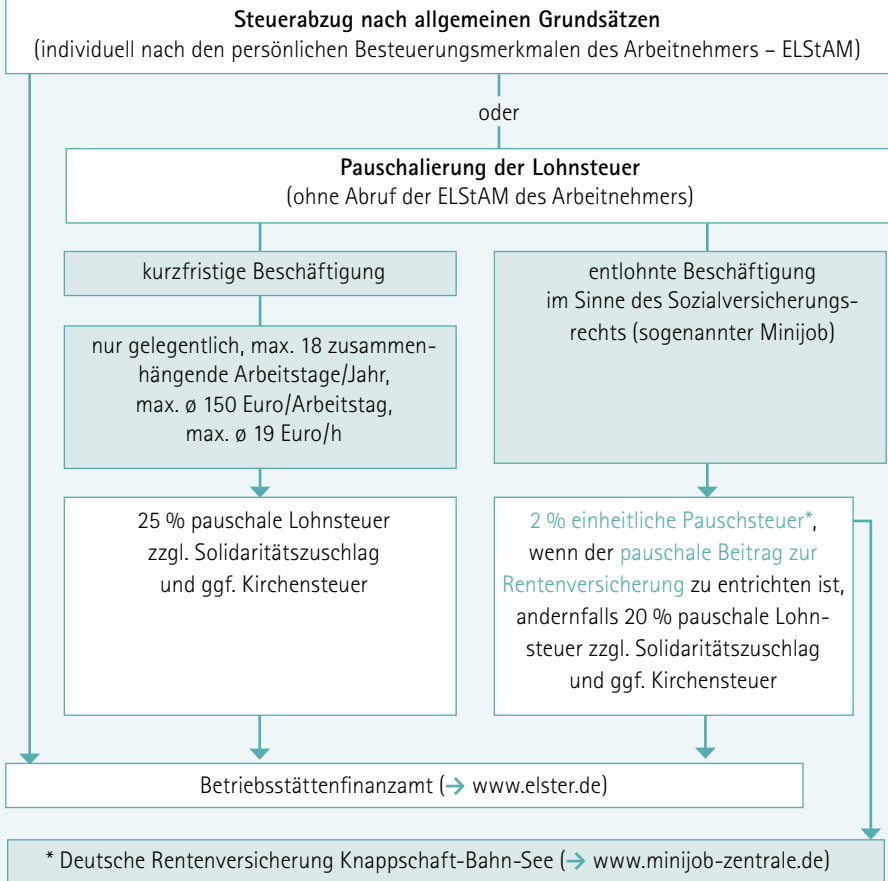 Steuerabzug nach allgemeinen Grundsätzen
(individuell nach den persönlichen Besteuerungsmerkmalen des Arbeitnehmers – ELStAM)
oder
Pauschalierung der Lohnsteuer
(ohne Abruf der ELStAM des Arbeitnehmers)
kurzfristige Beschäftigung
nur gelegentlich, max. 18 zusammen-
hängende Arbeitstage/Jahr,
max. ø 150 Euro/Arbeitstag,
max. ø 19 Euro/h
25 % pauschale Lohnsteuer
zzgl. Solidaritätszuschlag
und ggf. Kirchensteuer
entlohnte Beschäftigung
im Sinne des Sozialversicherungs-
rechts (sogenannter Minijob)
2 % einheitliche Pauschsteuer*,
wenn der pauschale Beitrag zur
Rentenversicherung zu entrichten ist,
andernfalls 20 % pauschale Lohn-
steuer zzgl. Solidaritätszuschlag
und ggf. Kirchensteuer
Betriebsstättenfinanzamt (→ www.elster.de)
* Deutsche Rentenversicherung Knappschaft-Bahn-See (→ www.minijob-zentrale.de)